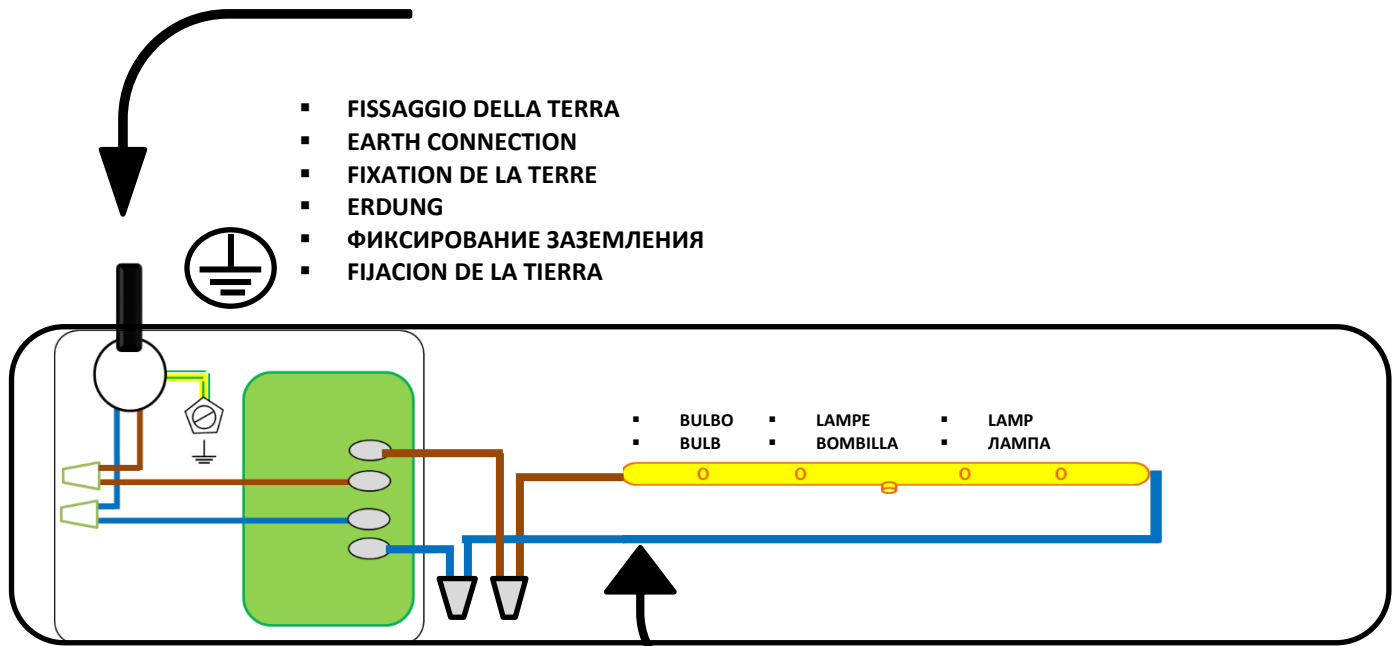 ▪ FISSAGGIO DELLA TERRA
▪ EARTH CONNECTION
▪ FIXATION DE LA TERRE
▪ ERDUNG
▪ ФИКСИРОВАНИЕ ЗАЗЕМЛЕНИЯ
▪ FIJACION DE LA TIERRA
▪ BULBO ▪ LAMPE ▪ LAMP
▪ BULB ▪ BOMBILLA ▪ ЛАМПА